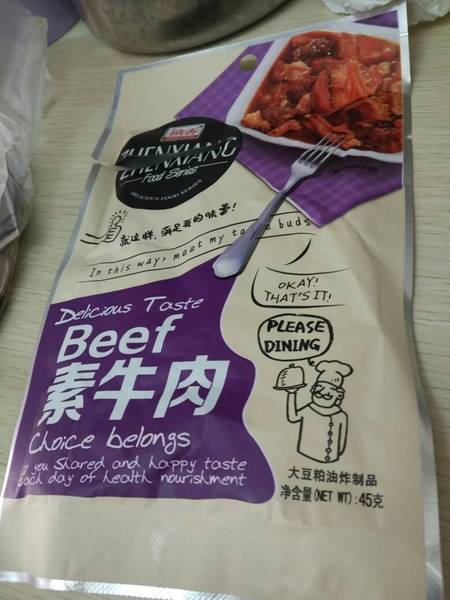 ZHENXIANG
Food Series
DELICIOUS FOOD SERIES
就这样，满足我的味蕾！
In this way, meet my taste buds
OKAY!
THAT'S IT!
PLEASE
DINING
Delicious Taste
Beef
素牛肉
Choice belongs
you shared and happy taste
each day of health nourishment
大豆粕油炸制品
净含量(NET WT):45克